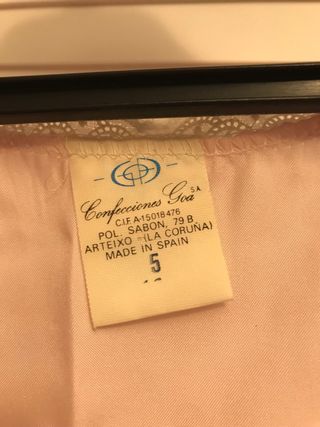 Confecciones Goa S.A
C.I.F. A-15018476
POL. SABON, 79 B
ARTEIXO - (LA CORUÑA)
MADE IN SPAIN
5